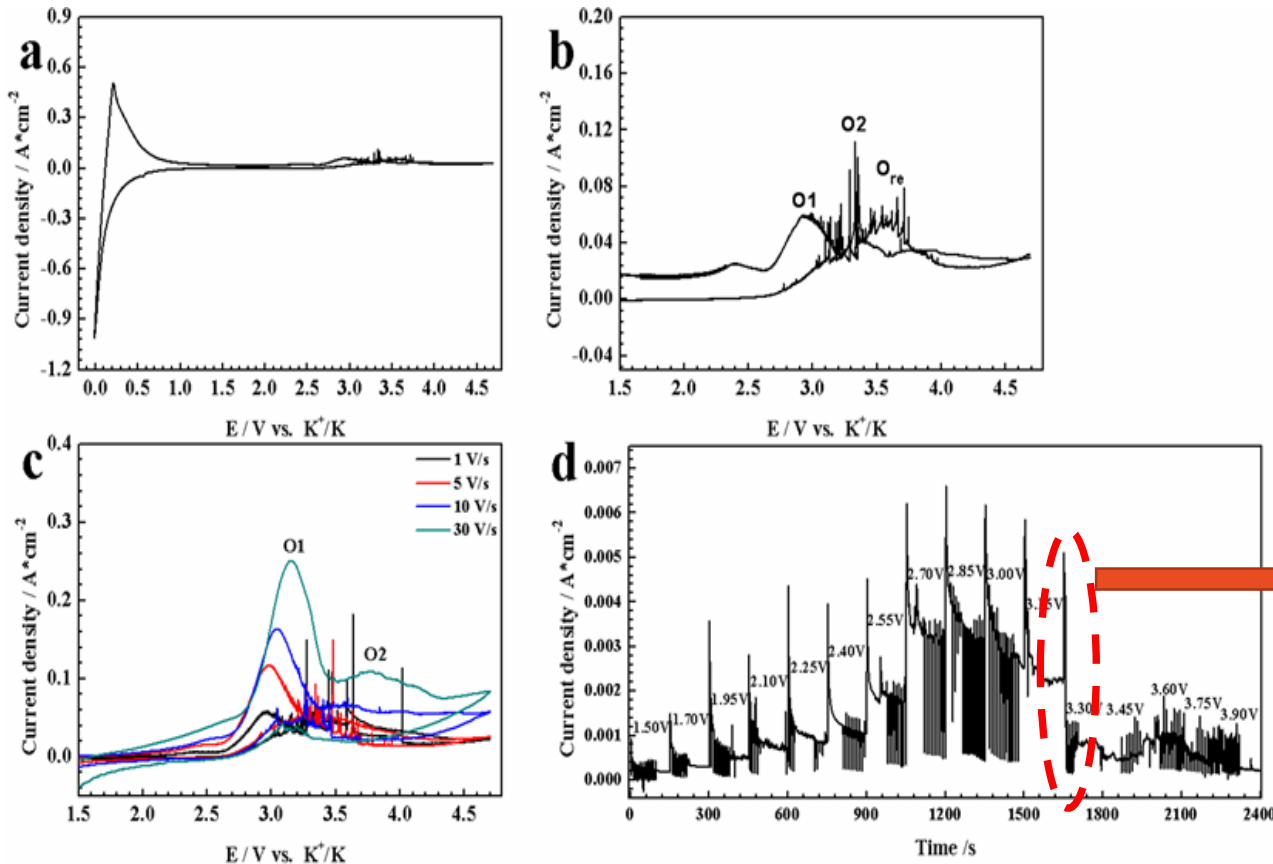 a
0.9
0.6
0.3
0.0
-0.3
-0.6
-0.9
-1.2
Current density / A*cm⁻²
0.0 0.5 1.0 1.5 2.0 2.5 3.0 3.5 4.0 4.5
E / V vs. K⁺/K
b
0.20
0.16
0.12
0.08
0.04
0.00
-0.04
Current density / A*cm⁻²
O1
O2
Ore
1.5 2.0 2.5 3.0 3.5 4.0 4.5
E / V vs. K⁺/K
c
0.4
0.3
0.2
0.1
0.0
Current density / A*cm⁻²
1 V/s
5 V/s
10 V/s
30 V/s
O1
O2
1.5 2.0 2.5 3.0 3.5 4.0 4.5
E / V vs. K⁺/K
d
0.007
0.006
0.005
0.004
0.003
0.002
0.001
0.000
Current density / A*cm⁻²
1.50V
1.70V
1.95V
2.10V
2.25V
2.40V
2.55V
2.70V
2.85V
3.00V
3.30V
3.45V
3.60V
3.75V
3.90V
0 300 600 900 1200 1500 1800 2100 2400
Time /s